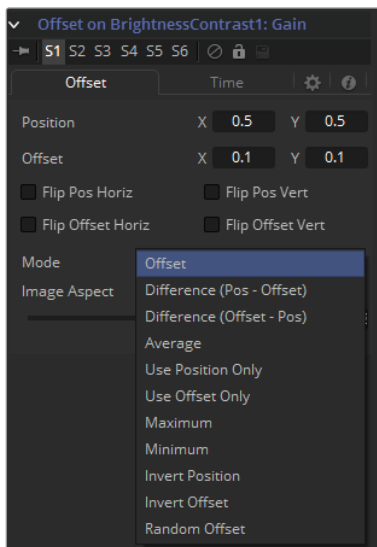 Offset on BrightnessContrast1: Gain
S1 S2 S3 S4 S5 S6
Offset Time
Position X 0.5 Y 0.5
Offset X 0.1 Y 0.1
Flip Pos Horiz Flip Pos Vert
Flip Offset Horiz Flip Offset Vert
Mode Offset
Image Aspect Difference (Pos - Offset)
Difference (Offset - Pos)
Average
Use Position Only
Use Offset Only
Maximum
Minimum
Invert Position
Invert Offset
Random Offset